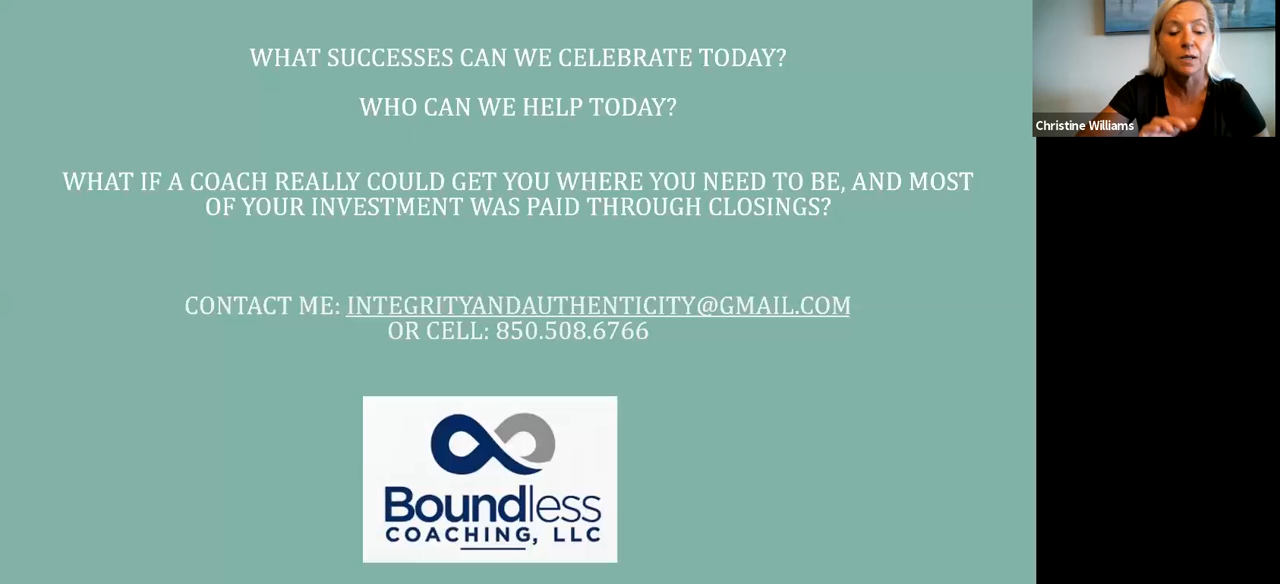 WHAT SUCCESSES CAN WE CELEBRATE TODAY?
WHO CAN WE HELP TODAY?
WHAT IF A COACH REALLY COULD GET YOU WHERE YOU NEED TO BE, AND MOST
OF YOUR INVESTMENT WAS PAID THROUGH CLOSINGS?
CONTACT ME: INTEGRITYANDAUTHENTICITY@GMAIL.COM
OR CELL: 850.508.6766
Boundless
COACHING, LLC
Christine Williams